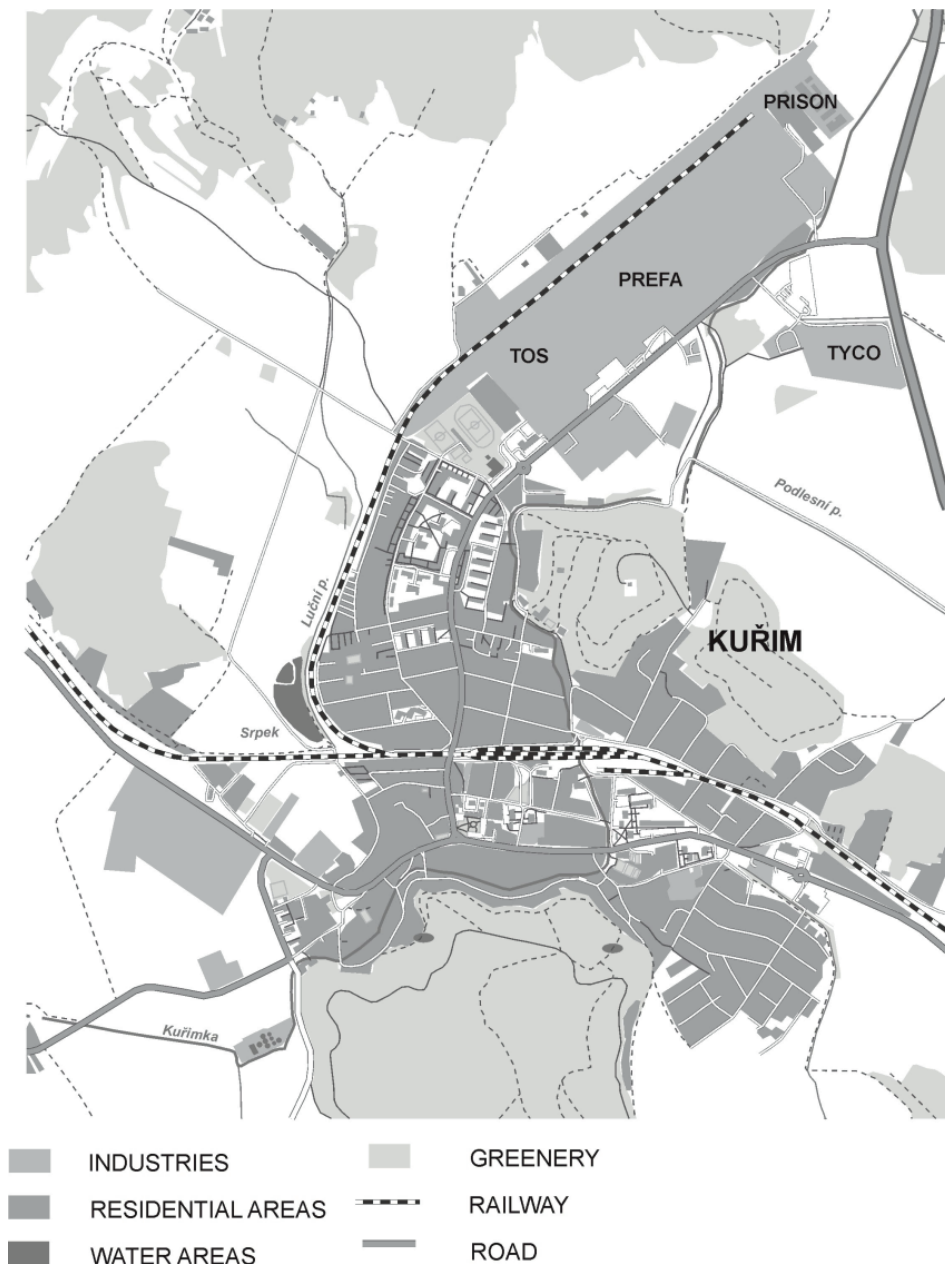 PRISON
PREFA
TOS
TYCO
Podlesní p.
Luční p.
KUŘIM
Srpek
Kuřimka
INDUSTRIES
GREENERY
RESIDENTIAL AREAS
RAILWAY
WATER AREAS
ROAD